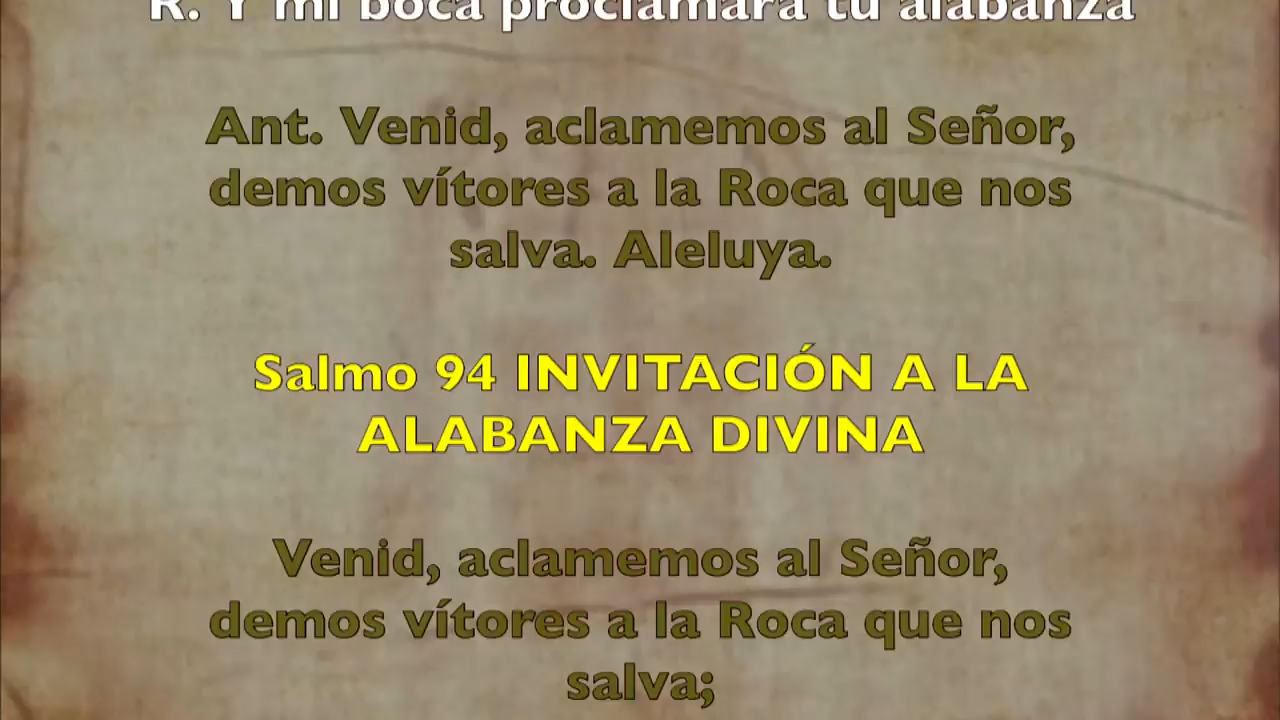 R. Y mi boca proclamará tu alabanza
Ant. Venid, aclamemos al Señor,
demos vítores a la Roca que nos
salva. Aleluya.
Salmo 94 INVITACIÓN A LA
ALABANZA DIVINA
Venid, aclamemos al Señor,
demos vítores a la Roca que nos
salva;